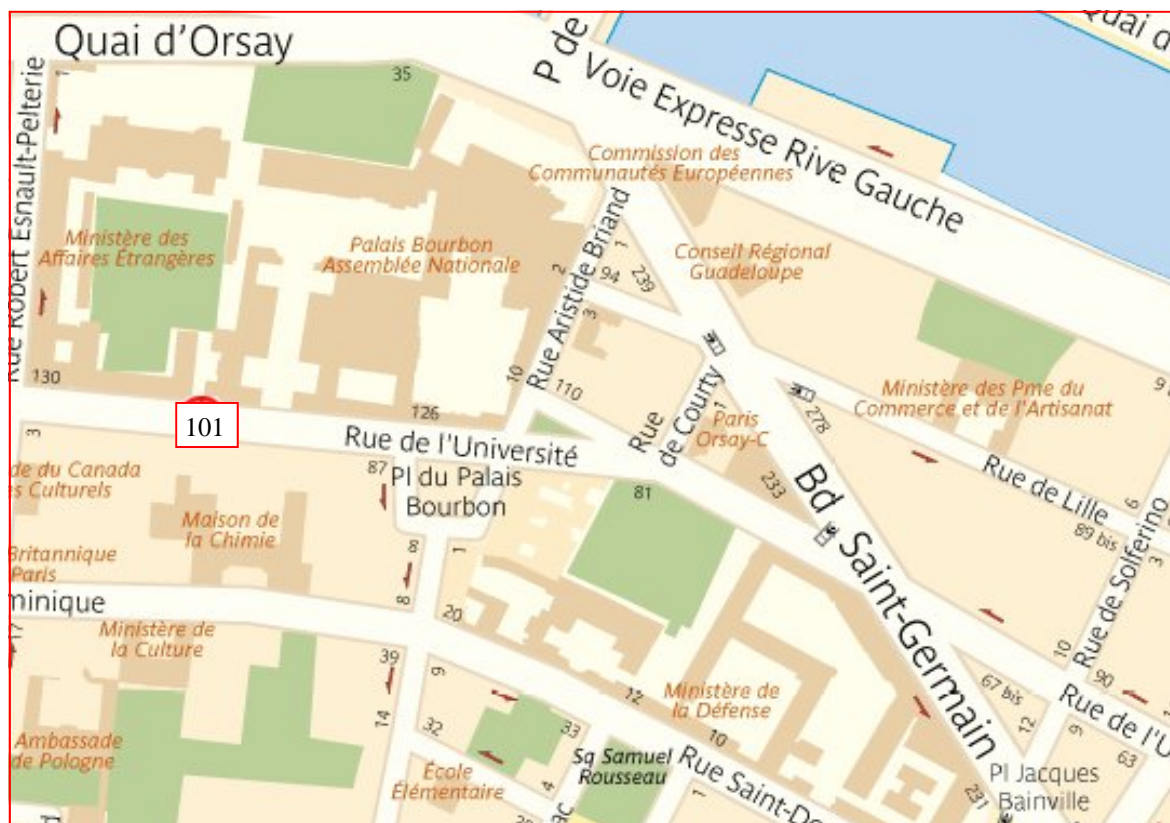 Quai d'Orsay
P de
Quai d
Voie Expresse Rive Gauche
1
35
Rue Robert Esnault-Pelterie
Commission des
Communautés Européennes
Ministère des
Affaires Étrangères
Palais Bourbon
Assemblée Nationale
Rue Aristide Briand
1
2
94
239
3
10
110
Conseil Régional
Guadeloupe
9
130
126
101
3
Rue de l'Université
Rue
de Courty
1
Paris
Orsay-C
278
233
Ministère des Pme du
Commerce et de l'Artisanat
Rue de Lille
6
89 bis
3
Rue de Solferino
de du Canada
s Culturels
87
Pl du Palais
Bourbon
81
Maison de
la Chimie
Britannique
Paris
8
1
8
20
minique
17
Ministère de
la Culture
39
9
14
32
33
12
10
Ministère de
la Défense
Bd Saint-Germain
10
90
67 bis
12
9
63
1
Rue de l'U
Ambassade
de Pologne
École
Élémentaire
Sq Samuel
Rousseau
4
1
Rue Saint-Do
231
Pl Jacques
Bainville